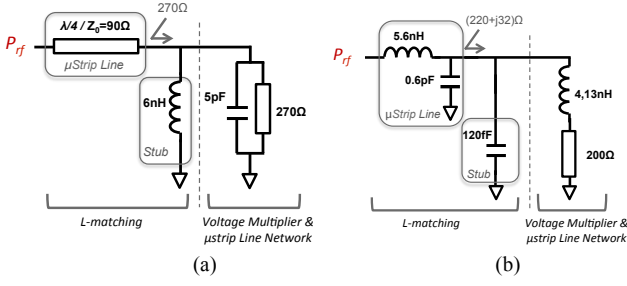 λ/4 / Z₀=90Ω
270Ω
P_rf
µStrip Line
6nH
Stub
5pF
270Ω
L-matching
Voltage Multiplier &
µstrip Line Network
(a)
5.6nH
(220+j32)Ω
P_rf
0.6pF
µStrip Line
120fF
Stub
4,13nH
200Ω
L-matching
Voltage Multiplier &
µstrip Line Network
(b)